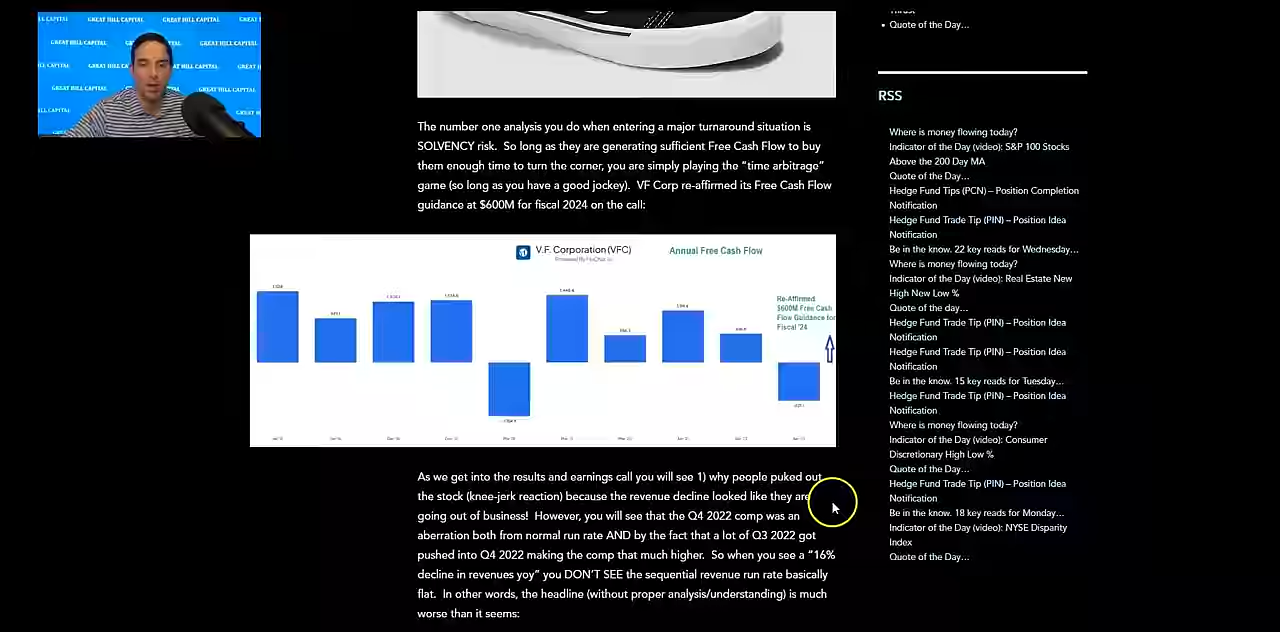 GREAT HILL CAPITAL
The number one analysis you do when entering a major turnaround situation is
SOLVENCY risk.  So long as they are generating sufficient Free Cash Flow to buy
them enough time to turn the corner, you are simply playing the “time arbitrage”
game (so long as you have a good jockey).  VF Corp re-affirmed its Free Cash Flow
guidance at $600M for fiscal 2024 on the call:
V.F. Corporation (VFC)
Annual Free Cash Flow
Re-Affirmed
$600M Free Cash
Flow Guidance for
Fiscal '24
As we get into the results and earnings call you will see 1) why people puked out
the stock (knee-jerk reaction) because the revenue decline looked like they are
going out of business!  However, you will see that the Q4 2022 comp was an
aberration both from normal run rate AND by the fact that a lot of Q3 2022 got
pushed into Q4 2022 making the comp that much higher.  So when you see a “16%
decline in revenues yoy” you DON’T SEE the sequential revenue run rate basically
flat.  In other words, the headline (without proper analysis/understanding) is much
worse than it seems:
Quote of the Day…
RSS
Where is money flowing today?
Indicator of the Day (video): S&P 100 Stocks
Above the 200 Day MA
Quote of the Day…
Hedge Fund Tips (PCN) – Position Completion
Notification
Hedge Fund Trade Tip (PIN) – Position Idea
Notification
Be in the know. 22 key reads for Wednesday…
Where is money flowing today?
Indicator of the Day (video): Real Estate New
High New Low %
Quote of the day…
Hedge Fund Trade Tip (PIN) – Position Idea
Notification
Hedge Fund Trade Tip (PIN) – Position Idea
Notification
Be in the know. 15 key reads for Tuesday…
Hedge Fund Trade Tip (PIN) – Position Idea
Notification
Where is money flowing today?
Indicator of the Day (video): Consumer
Discretionary High Low %
Quote of the Day…
Hedge Fund Trade Tip (PIN) – Position Idea
Notification
Be in the know. 18 key reads for Monday…
Indicator of the Day (video): NYSE Disparity
Index
Quote of the Day…